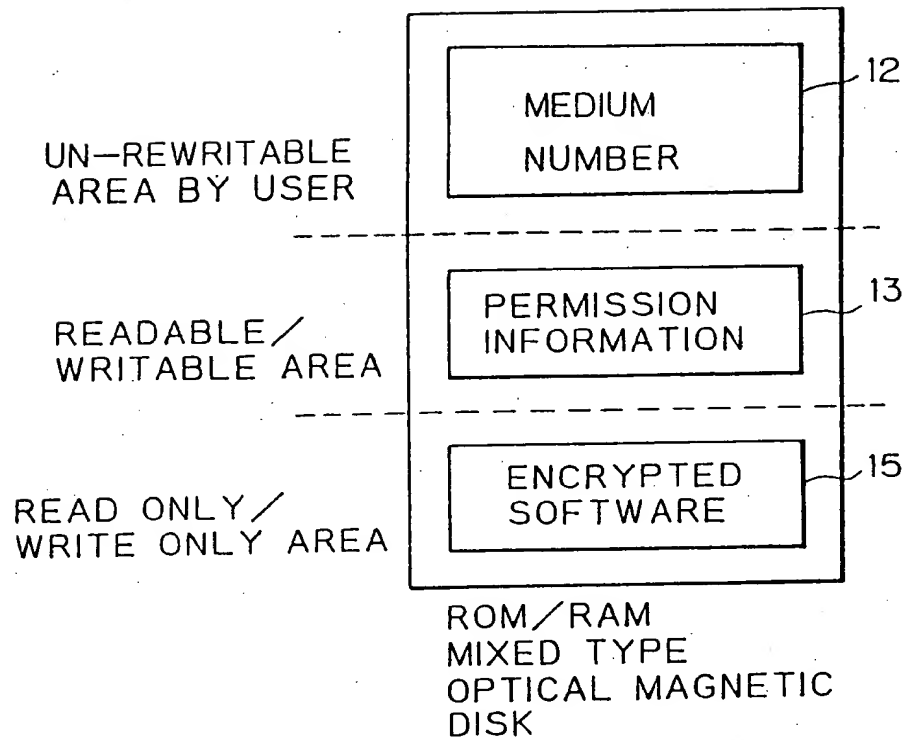 MEDIUM
NUMBER
12
UN-REWRITABLE
AREA BY USER
PERMISSION
INFORMATION
13
READABLE/
WRITABLE AREA
ENCRYPTED
SOFTWARE
15
READ ONLY/
WRITE ONLY AREA
ROM/RAM
MIXED TYPE
OPTICAL MAGNETIC
DISK